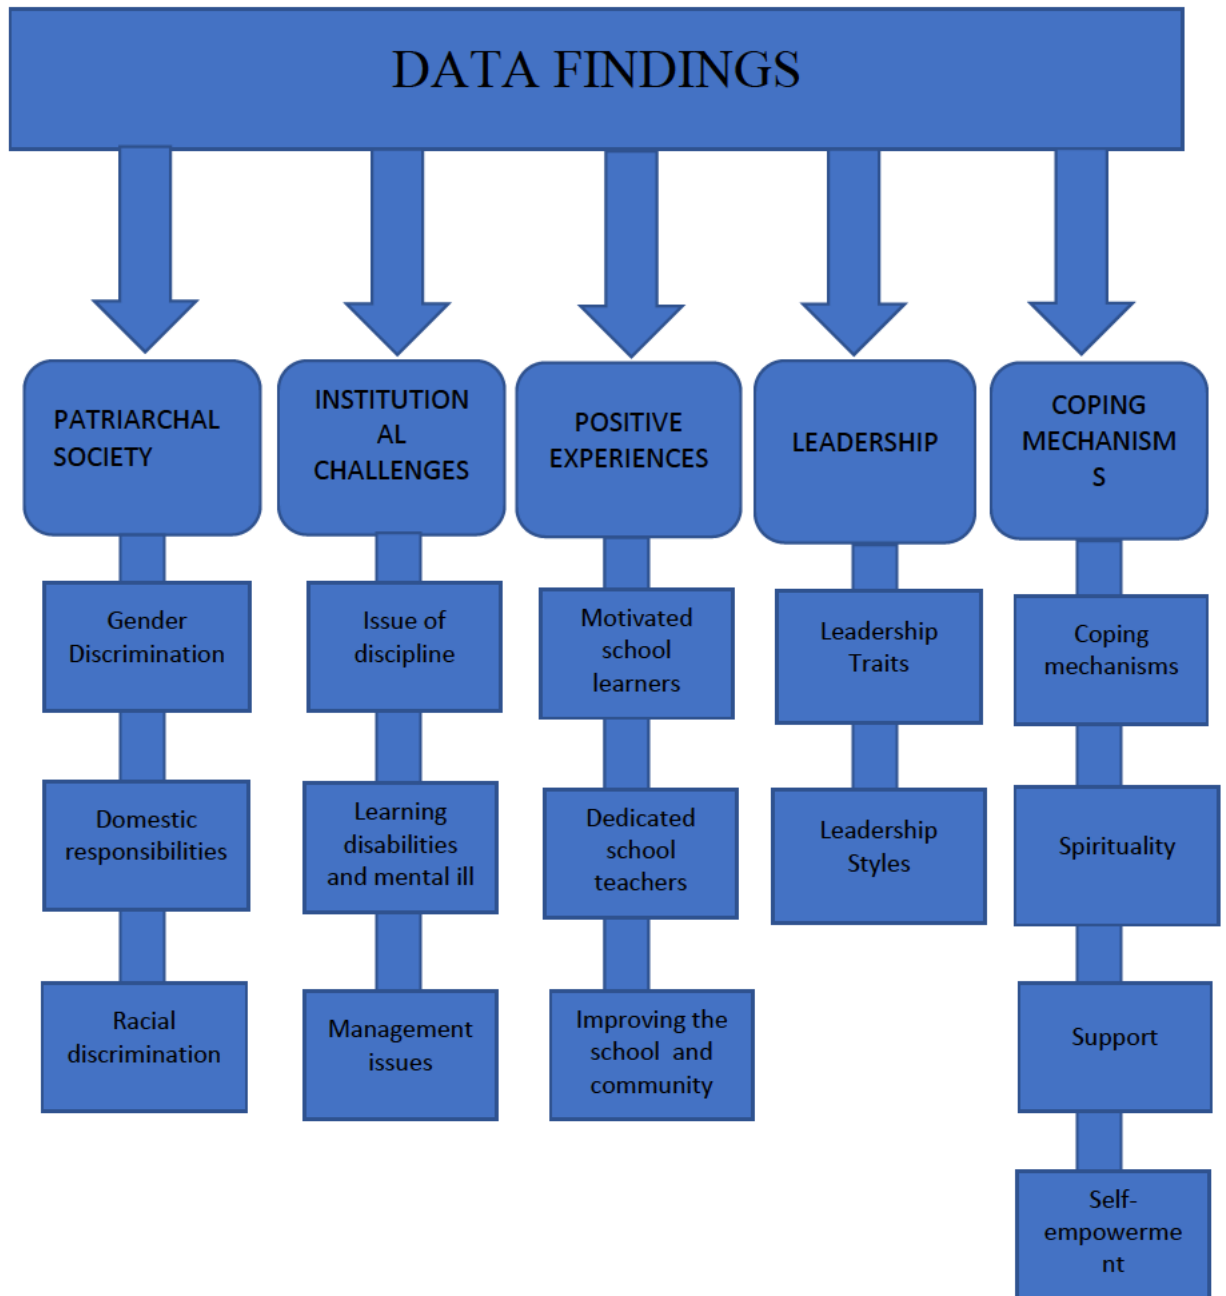 DATA FINDINGS
PATRIARCHAL
SOCIETY
Gender
Discrimination
Domestic
responsibilities
Racial
discrimination
INSTITUTION
AL
CHALLENGES
Issue of
discipline
Learning
disabilities
and mental ill
Management
issues
POSITIVE
EXPERIENCES
Motivated
school
learners
Dedicated
school
teachers
Improving the
school and
community
LEADERSHIP
Leadership
Traits
Leadership
Styles
COPING
MECHANISM
S
Coping
mechanisms
Spirituality
Support
Self-
empowerme
nt